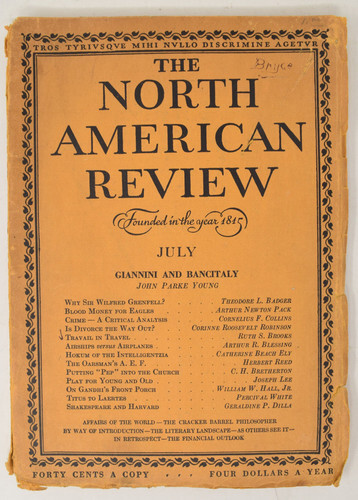 TROS TYRIVSQVE MIHI NVLLO DISCRIMINE AGETVR
Bryce
THE
NORTH
AMERICAN
REVIEW
Founded in the year 1815
JULY
GIANNINI AND BANCITALY
JOHN PARKE YOUNG
WHY SIR WILFRED GRENFELL? . . . THEODORE L. BADGER
BLOOD MONEY FOR EAGLES . . . ARTHUR NEWTON PACK
CRIME — A CRITICAL ANALYSIS . . . CORNELIUS F. COLLINS
IS DIVORCE THE WAY OUT? . . . CORINNE ROOSEVELT ROBINSON
TRAVAIL IN TRAVEL . . . RUTH S. BROOKS
AIRSHIPS versus AIRPLANES . . . ARTHUR R. BLESSING
HOKUM OF THE INTELLIGENTZIA . . . CATHERINE BEACH ELY
THE OARSMAN'S A. E. F. . . . HERBERT REED
PUTTING "PEP" INTO THE CHURCH . . . C. H. BRETHERTON
PLAY FOR YOUNG AND OLD . . . JOSEPH LEE
ON GANDHI'S FRONT PORCH . . . WILLIAM W. HALL, JR.
TITUS TO LAERTES . . . PERCIVAL WHITE
SHAKESPEARE AND HARVARD . . . GERALDINE P. DILLA
AFFAIRS OF THE WORLD — THE CRACKER BARREL PHILOSOPHER
BY WAY OF INTRODUCTION — THE LITERARY LANDSCAPE — AS OTHERS SEE IT —
IN RETROSPECT — THE FINANCIAL OUTLOOK
FORTY CENTS A COPY . . . FOUR DOLLARS A YEAR